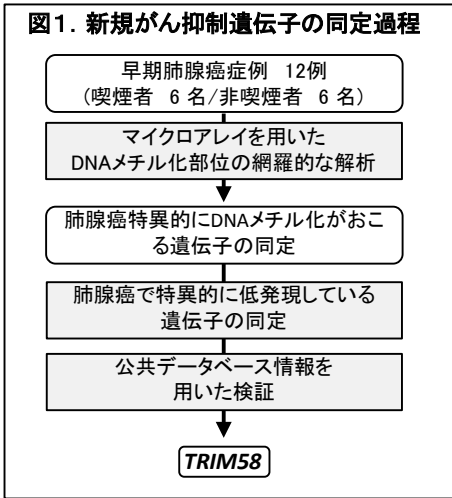 図1. 新規がん抑制遺伝子の同定過程
早期肺腺癌症例 12例
(喫煙者 6名/非喫煙者 6名)
マイクロアレイを用いた
DNAメチル化部位の網羅的な解析
肺腺癌特異的にDNAメチル化がおこ
る遺伝子の同定
肺腺癌で特異的に低発現している
遺伝子の同定
公共データベース情報を
用いた検証
TRIM58